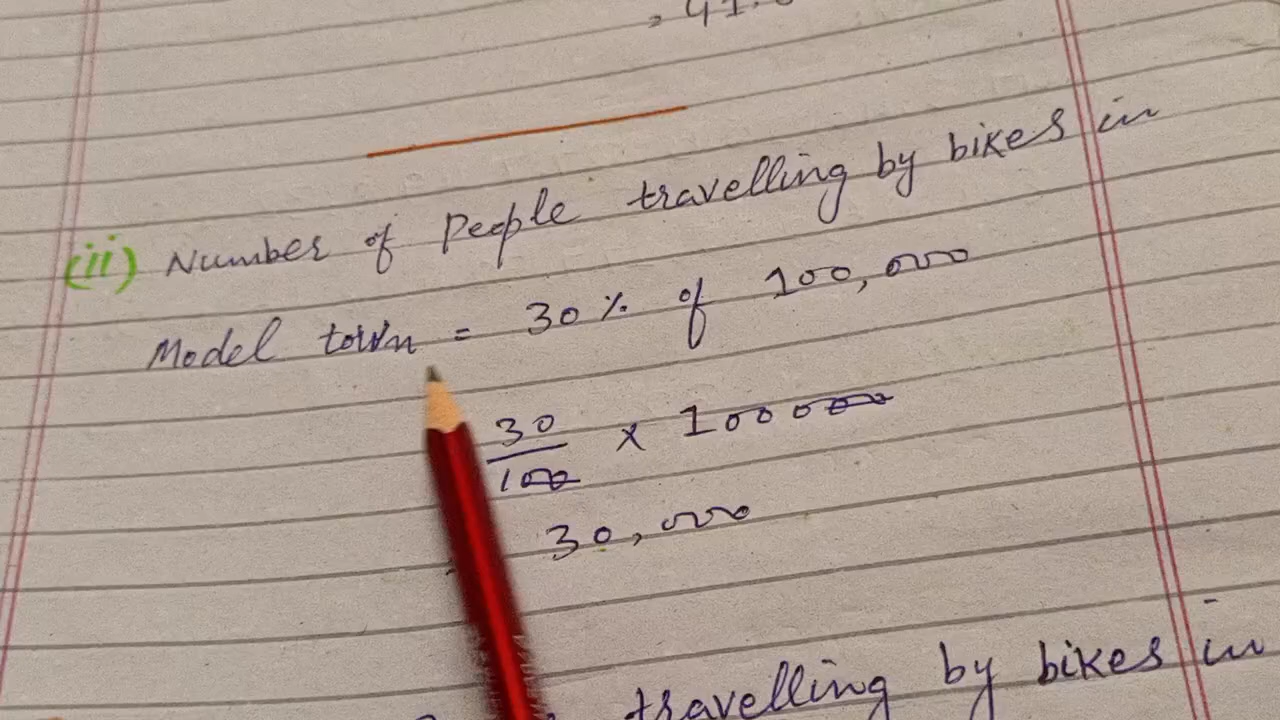 = 41.
(ii) Number of People travelling by bikes in
Model town = 30% of 100,000
30/100 × 100000
30,000
travelling by bikes in